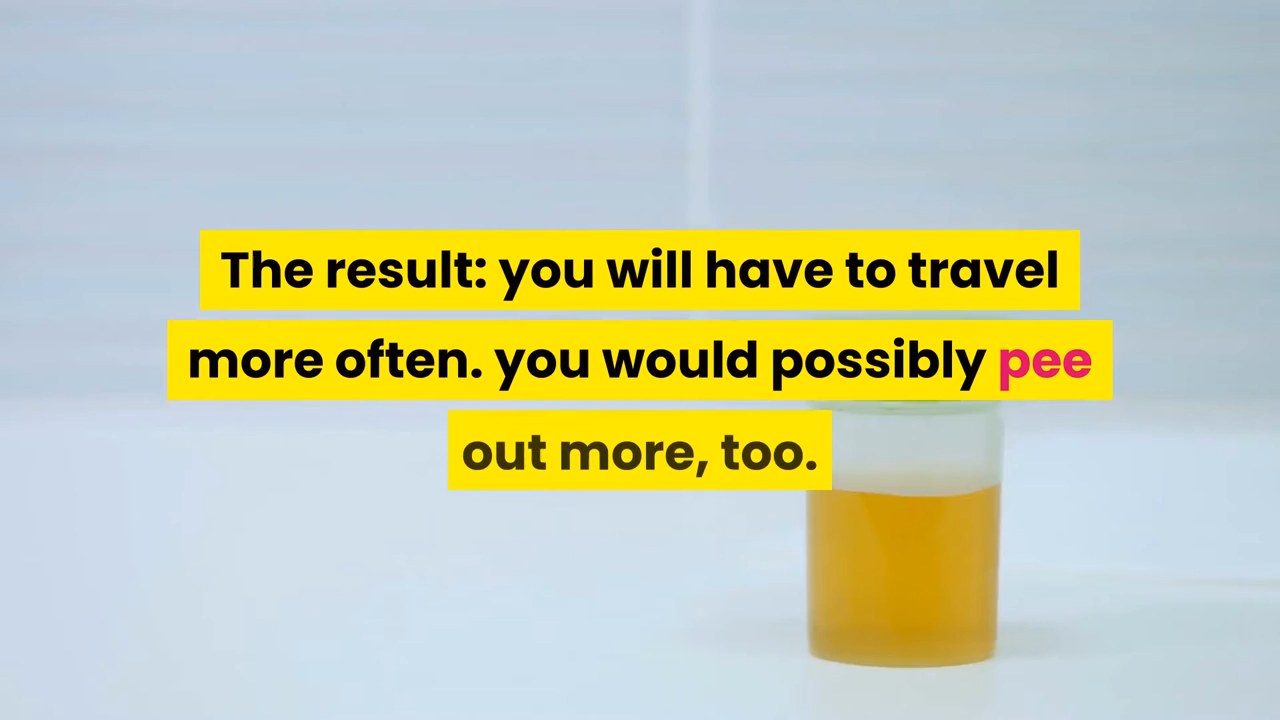 The result: you will have to travel
more often. you would possibly pee
out more, too.